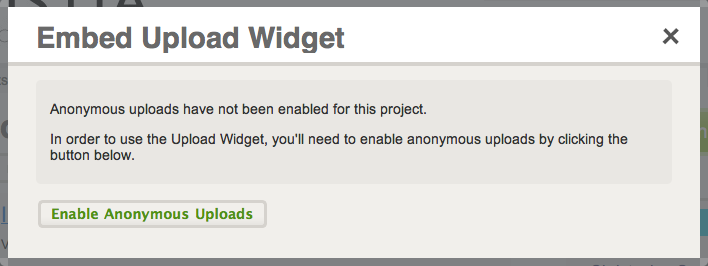 Embed Upload Widget
×
Anonymous uploads have not been enabled for this project.
In order to use the Upload Widget, you'll need to enable anonymous uploads by clicking the
button below.
Enable Anonymous Uploads